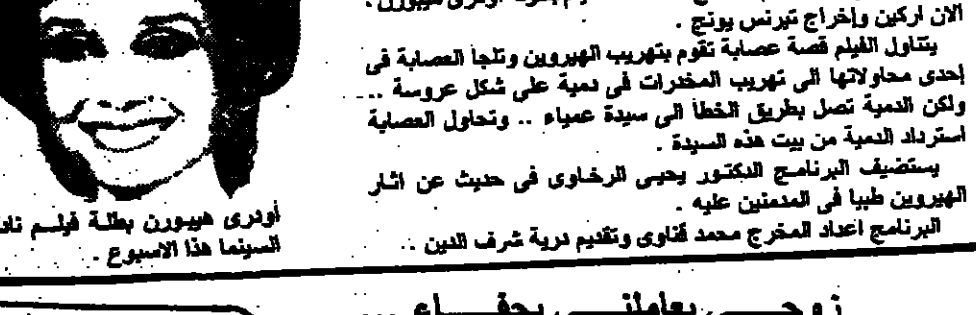 آلان اركين وإخراج تيرنس يونج .
يتناول الفيلم قصة عصابة تقوم بتهريب الهيروين وتلجا العصابة فى
إحدى محاولاتها الى تهريب المخدرات فى دمية على شكل عروسة ..
ولكن الدمية تصل بطريق الخطأ الى سيدة عمياء .. وتحاول العصابة
استرداد الدمية من بيت هذه السيدة .
يستضيف البرنامج الدكتور يحيى الرخاوى فى حديث عن اثار
الهيروين طبيا فى المدمنين عليه .
البرنامج اعداد المخرج محمد قناوى وتقديم درية شرف الدين .
أودرى هيبورن بطلة فيلم
السينما هذا الاسبوع .
زوجى يعاملنى بجفاء ...